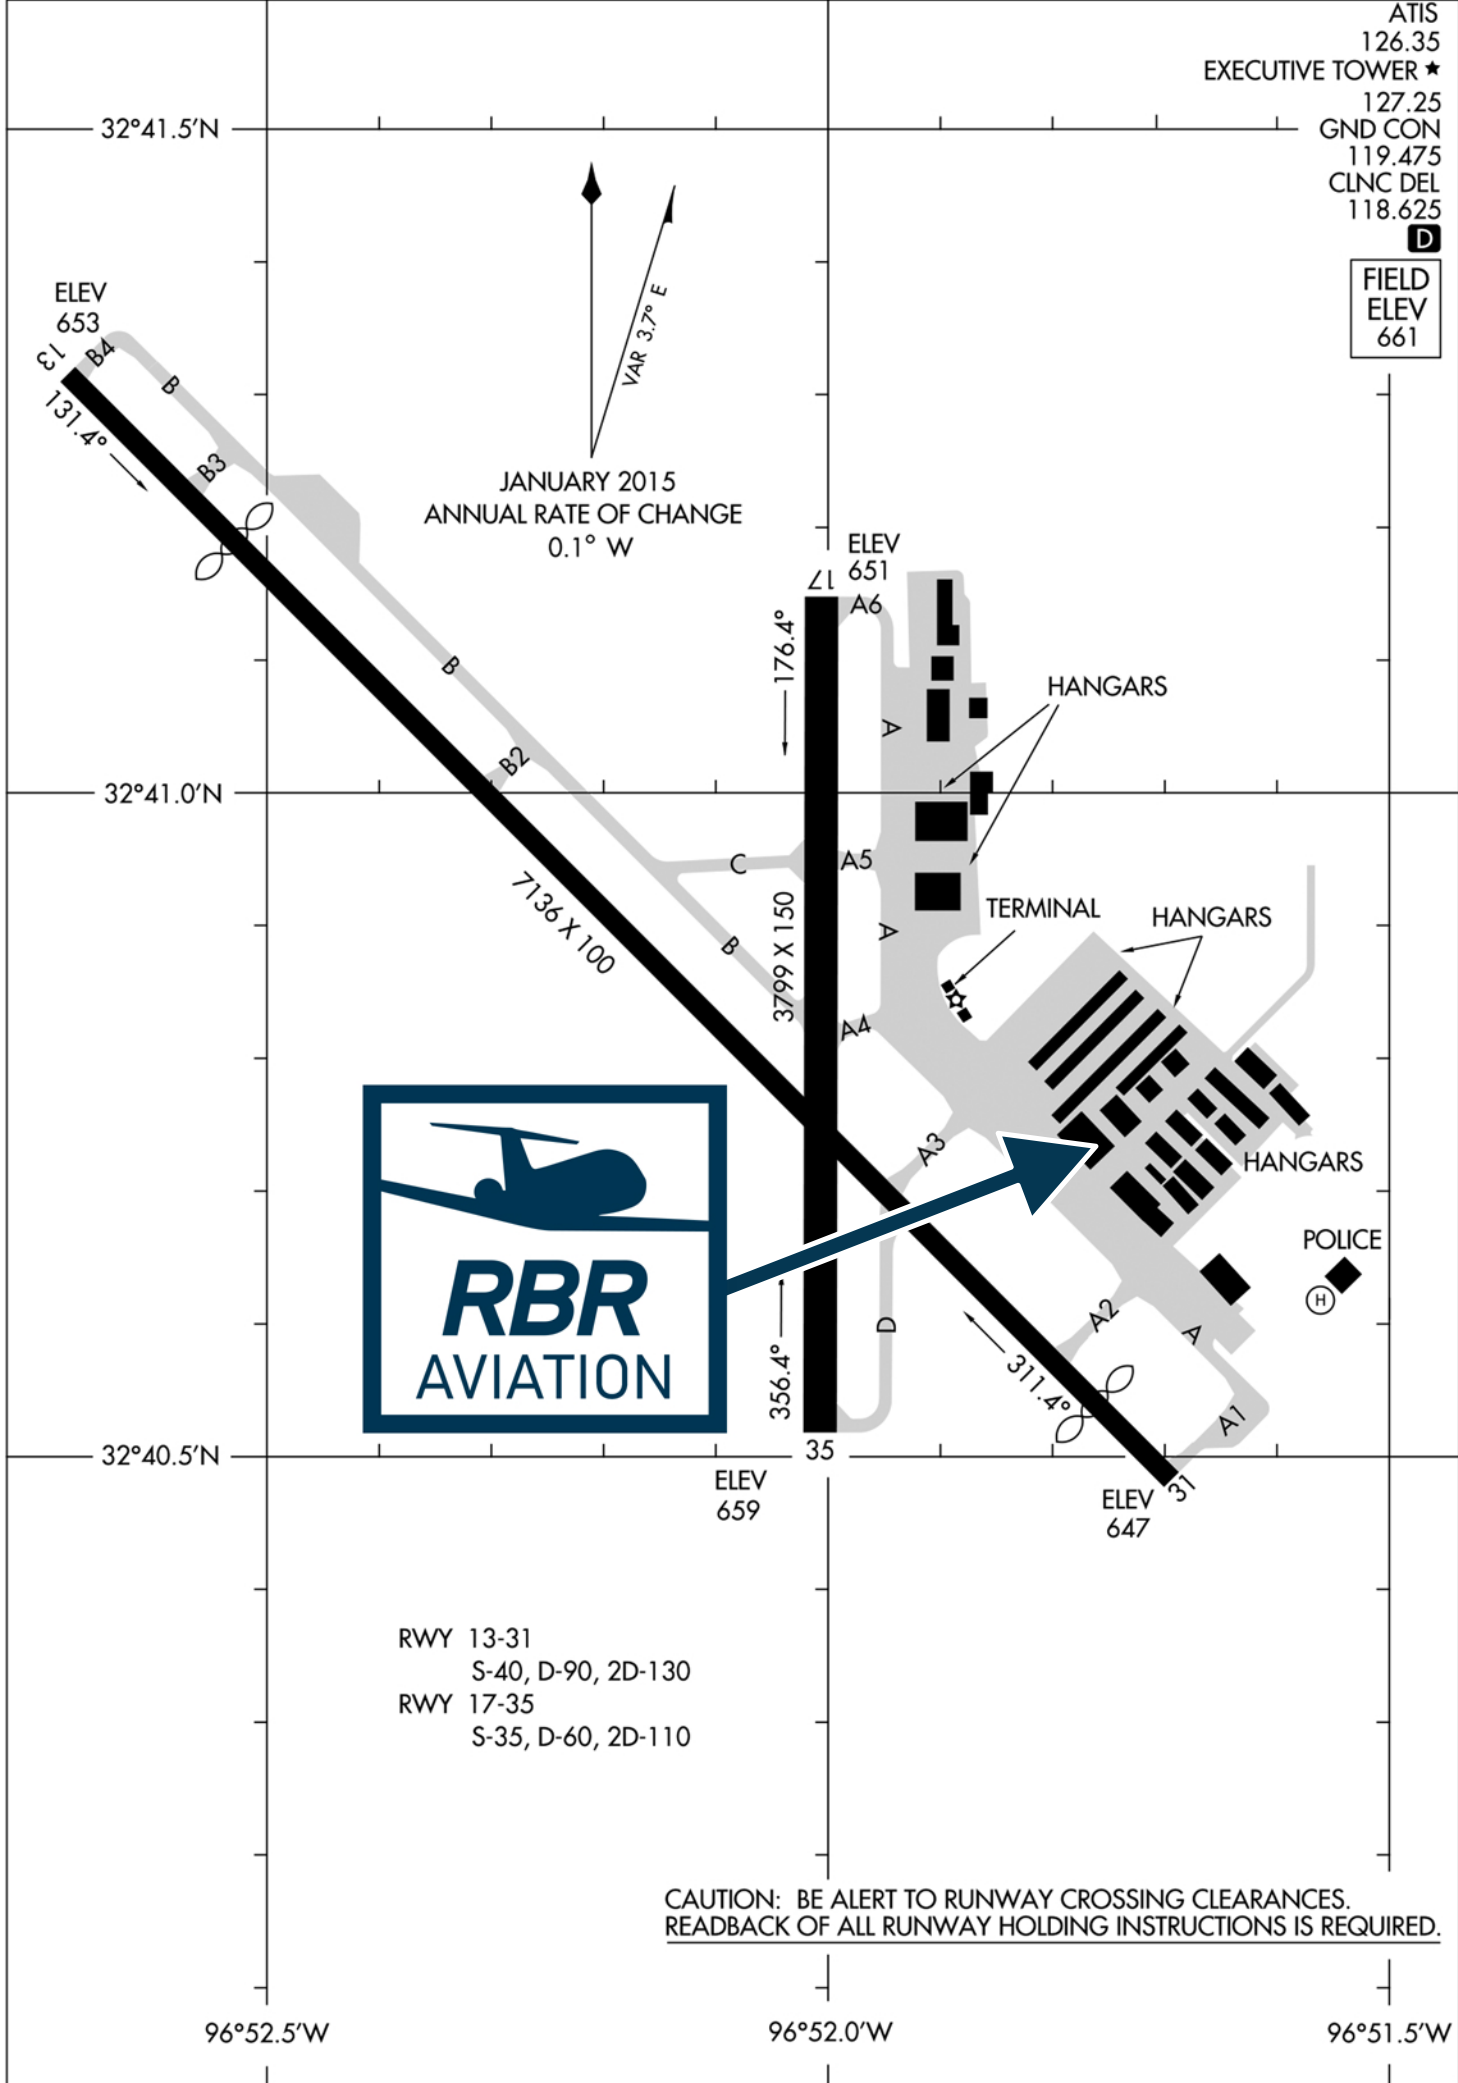 ATIS
126.35
EXECUTIVE TOWER ★
127.25
GND CON
119.475
CLNC DEL
118.625
D
FIELD
ELEV
661
32°41.5'N
VAR 3.7° E
JANUARY 2015
ANNUAL RATE OF CHANGE
0.1° W
ELEV
653
13
B4
B
131.4°
B3
ELEV
651
17
A6
176.4°
B
HANGARS
A
B2
32°41.0'N
C
A5
7136 X 100
3799 X 150
TERMINAL
HANGARS
B
A
A4
A3
HANGARS
RBR
AVIATION
POLICE
H
D
A2
A
356.4°
311.4°
A1
32°40.5'N
35
31
ELEV
659
ELEV
647
RWY 13-31
S-40, D-90, 2D-130
RWY 17-35
S-35, D-60, 2D-110
CAUTION: BE ALERT TO RUNWAY CROSSING CLEARANCES.
READBACK OF ALL RUNWAY HOLDING INSTRUCTIONS IS REQUIRED.
96°52.5'W
96°52.0'W
96°51.5'W